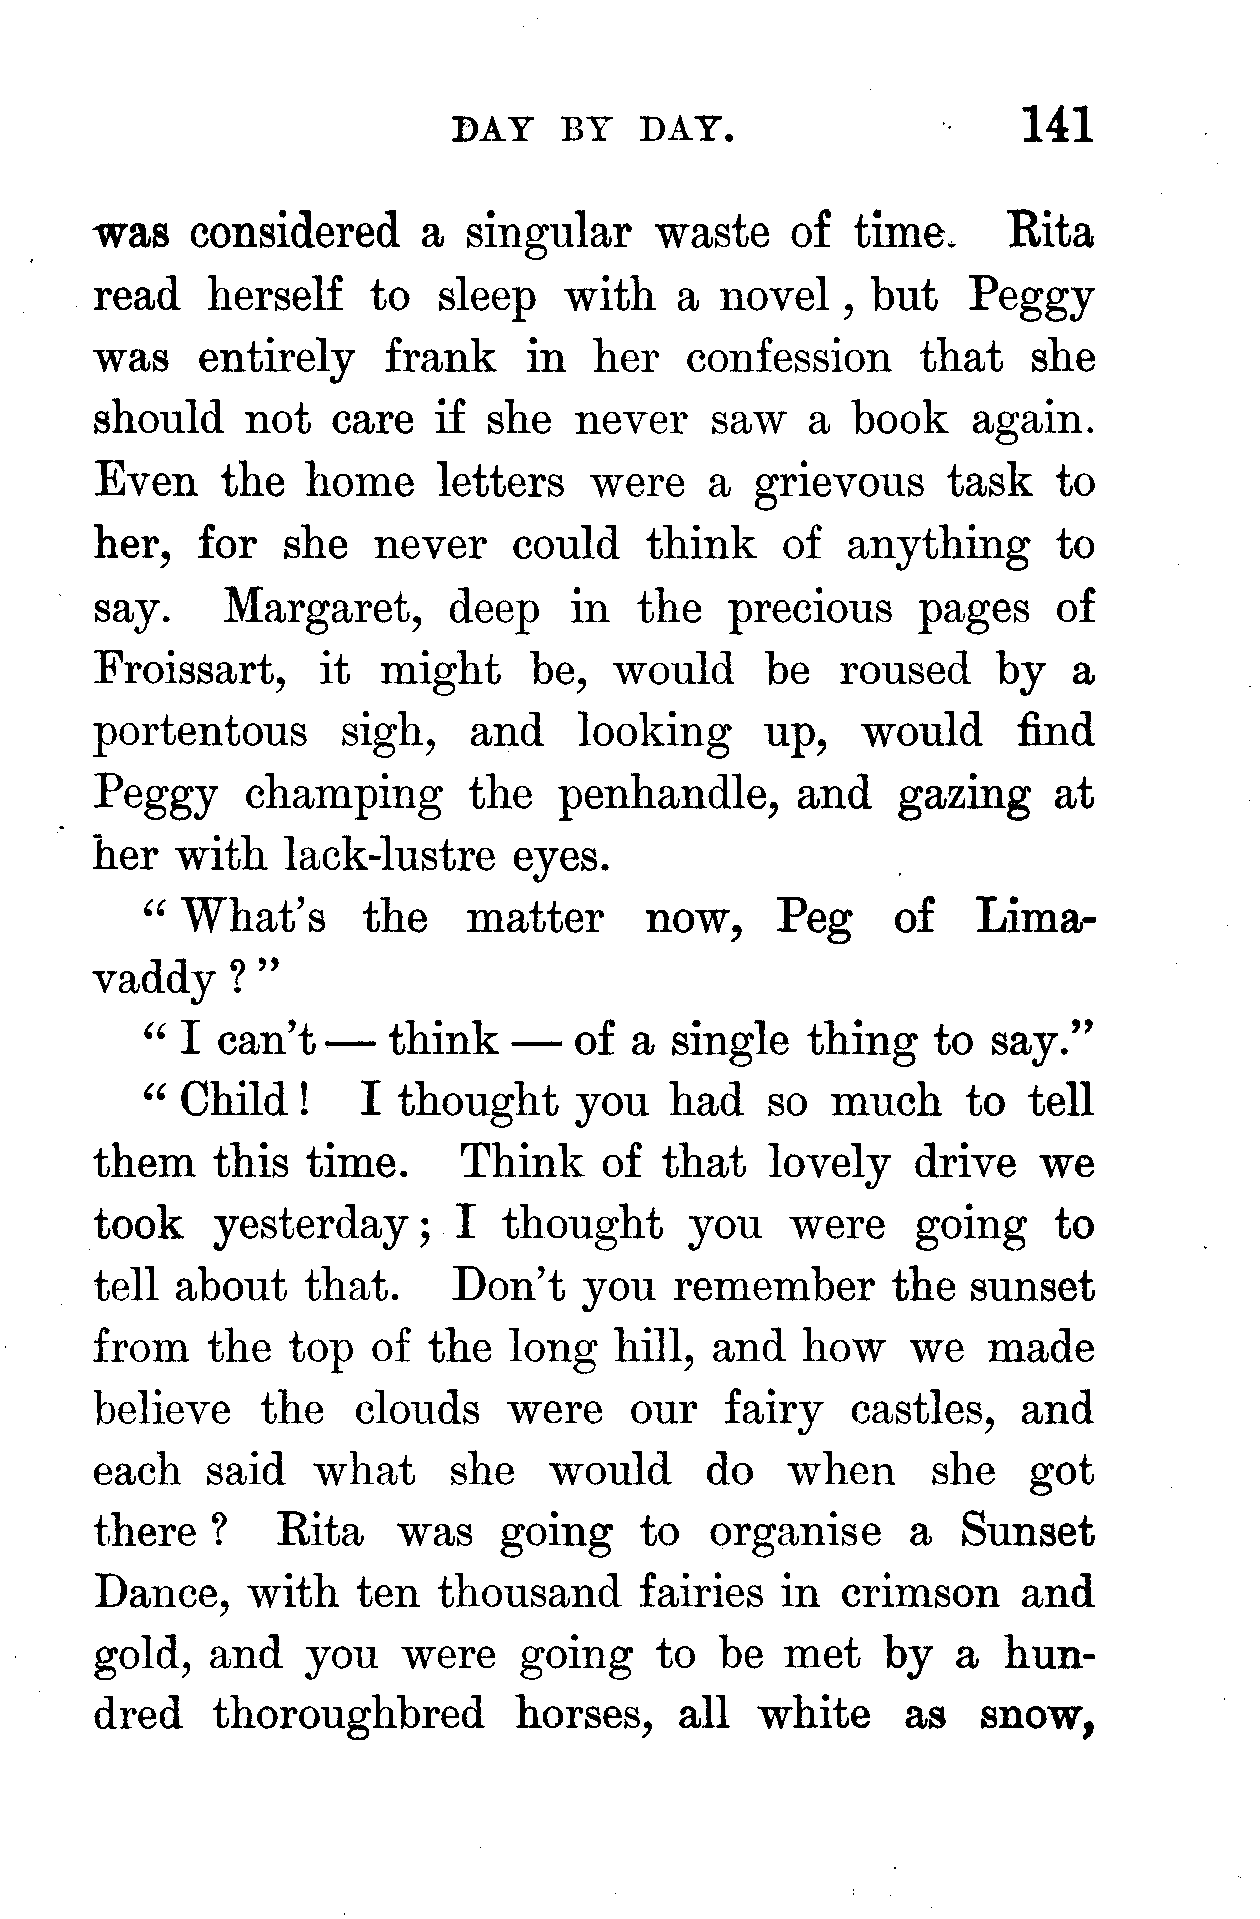 DAY BY DAY. 141
was considered a singular waste of time. Rita
read herself to sleep with a novel, but Peggy
was entirely frank in her confession that she
should not care if she never saw a book again.
Even the home letters were a grievous task to
her, for she never could think of anything to
say. Margaret, deep in the precious pages of
Froissart, it might be, would be roused by a
portentous sigh, and looking up, would find
Peggy champing the penhandle, and gazing at
her with lack-lustre eyes.
"What's the matter now, Peg of Lima-
vaddy?"
"I can't — think — of a single thing to say."
"Child! I thought you had so much to tell
them this time. Think of that lovely drive we
took yesterday; I thought you were going to
tell about that. Don't you remember the sunset
from the top of the long hill, and how we made
believe the clouds were our fairy castles, and
each said what she would do when she got
there? Rita was going to organise a Sunset
Dance, with ten thousand fairies in crimson and
gold, and you were going to be met by a hun-
dred thoroughbred horses, all white as snow,